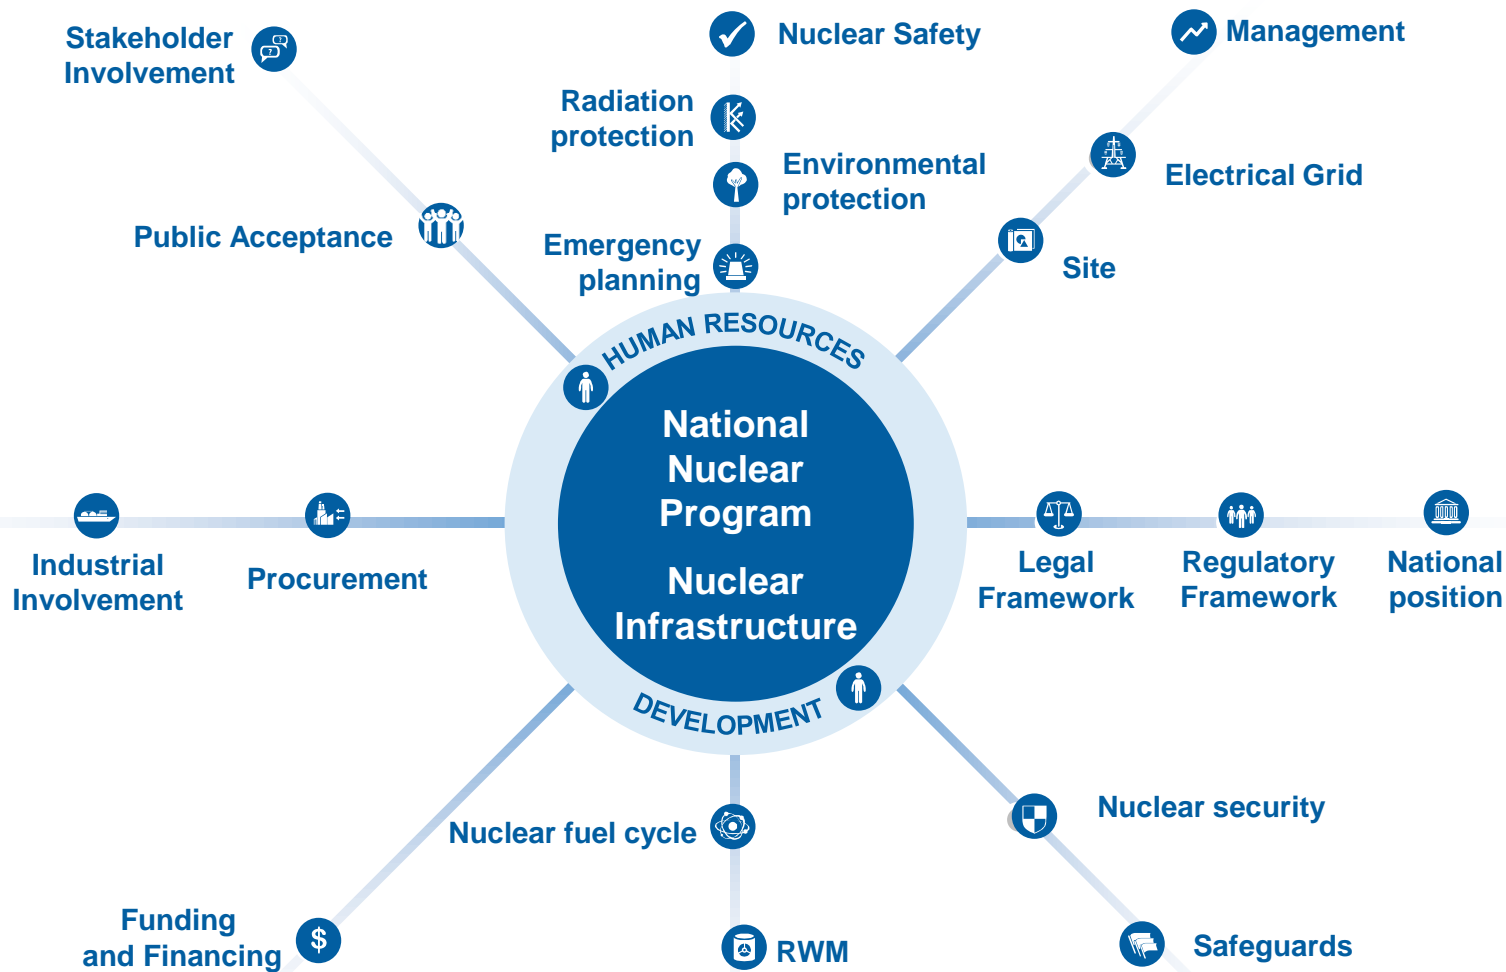 Stakeholder
Involvement
Nuclear Safety
Management
Radiation
protection
Environmental
protection
Electrical Grid
Public Acceptance
Emergency
planning
Site
HUMAN RESOURCES
National
Nuclear
Program
Nuclear
Infrastructure
DEVELOPMENT
Industrial
Involvement
Procurement
Legal
Framework
Regulatory
Framework
National
position
Nuclear fuel cycle
Nuclear security
Funding
and Financing
$
RWM
Safeguards